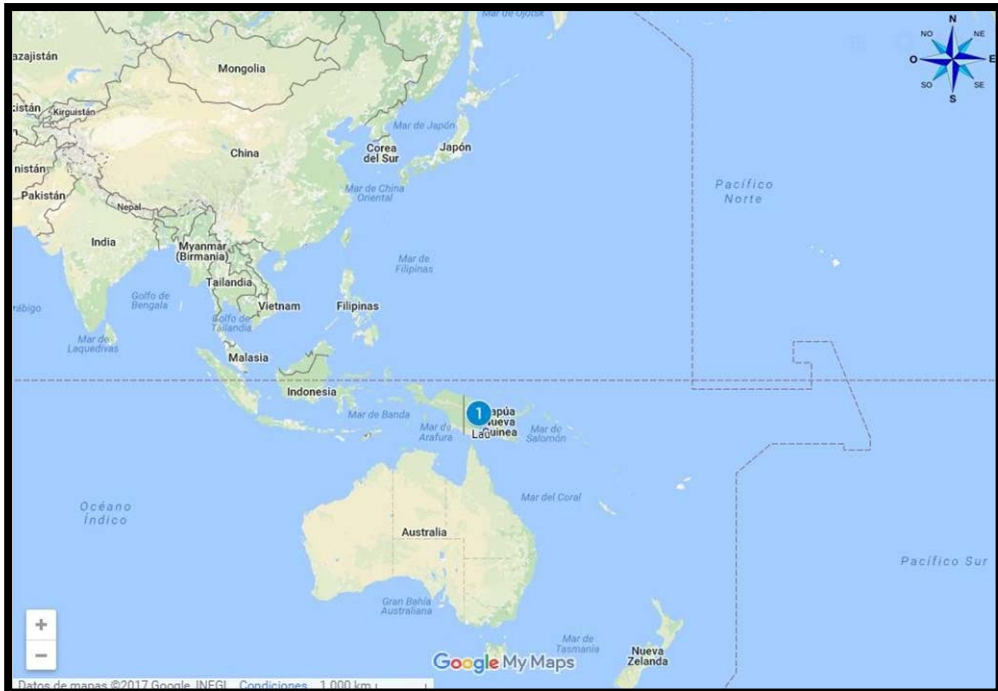 Mar de Ojotsk
N
NO
NE
O
E
SO
SE
S
azajistán
Mongolia
istán
Kirguistán
Mar de Japón
Corea
del Sur
Japón
China
nistán
Pakistán
Nepal
Mar de China
Oriental
Pacífico
Norte
India
Myanmar
(Birmania)
Mar de
Filipinas
Tailandia
Golfo de
Bengala
rábigo
Vietnam
Filipinas
Golfo de
Tailandia
Mar de
Laquedivas
Malasia
Indonesia
1
apúa
ueva
Guinea
Lau
Mar de Banda
Mar de
Arafura
Mar de
Salomón
Océano
Índico
Mar del Coral
Australia
Pacífico Sur
Gran Bahía
Australiana
+
−
Mar de
Tasmania
Nueva
Zelanda
Google My Maps
Datos de mapas ©2017 Google, INEGI
Condiciones
1.000 km